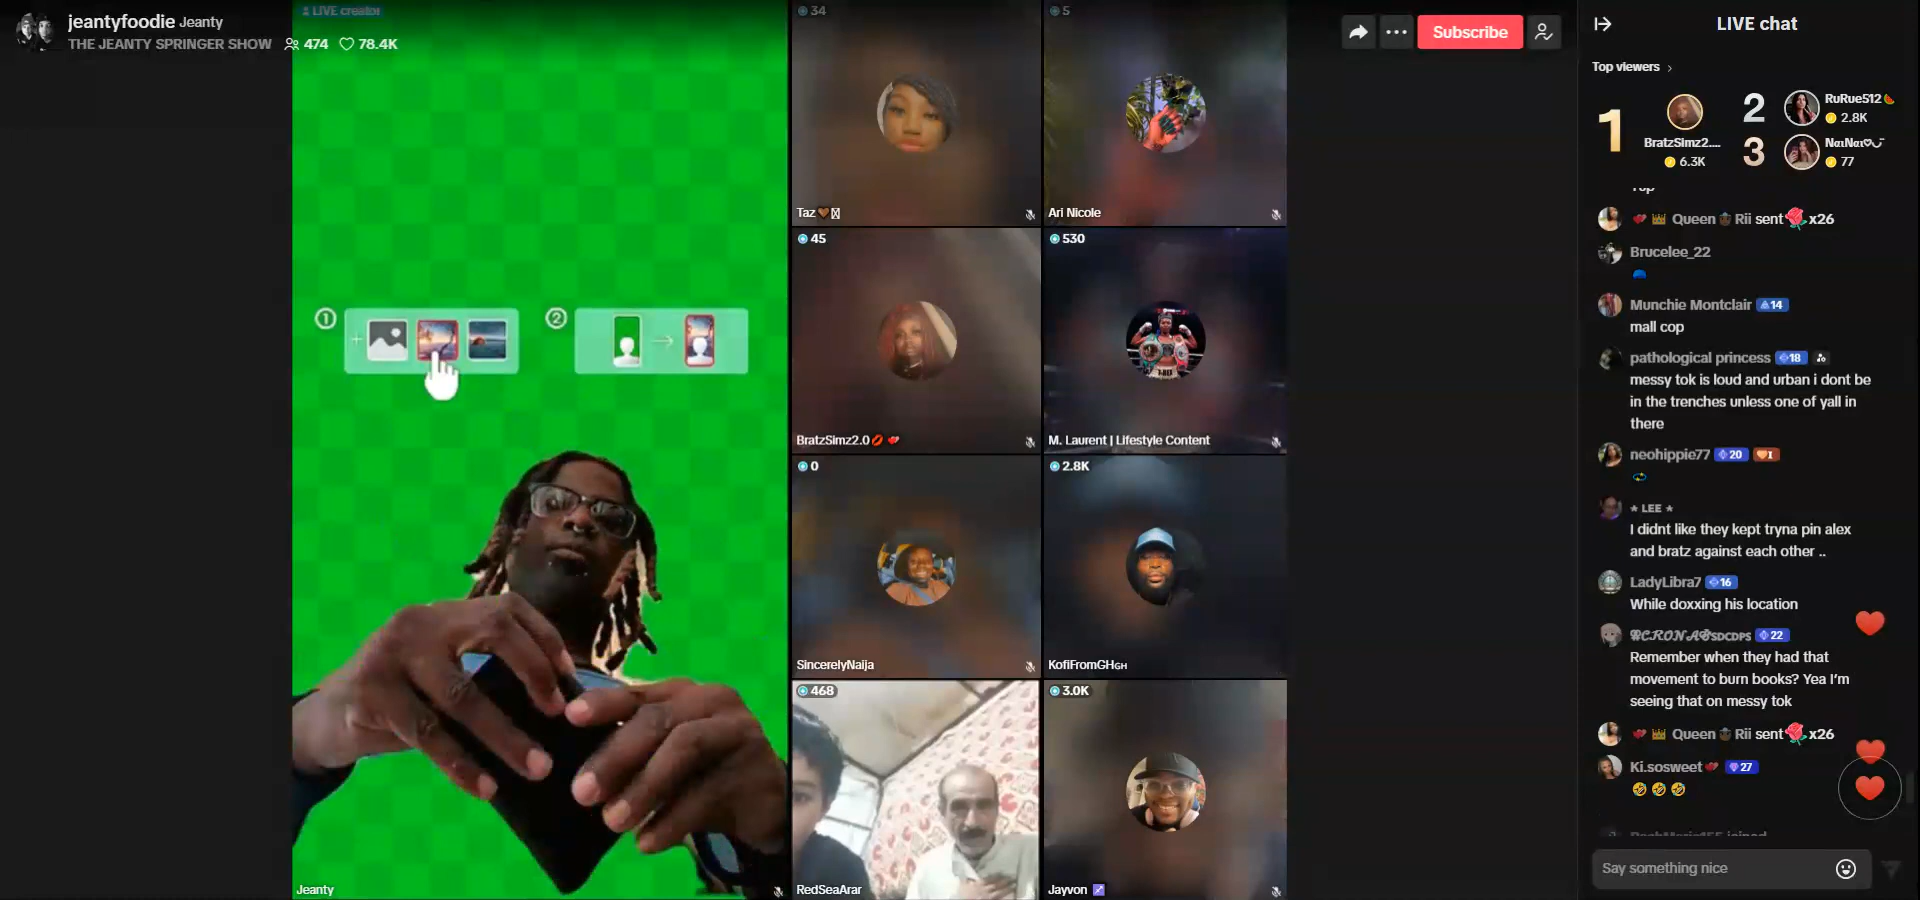 jeantyfoodie Jeanty
THE JEANTY SPRINGER SHOW 474 78.4K
LIVE creator
34
5
Subscribe
LIVE chat
Top viewers
1
BratzSimz2....
6.3K
2
RuRue512
2.8K
3
NαιNαι
77
Queen Rii sent x26
Brucelee_22
Munchie Montclair 14
mall cop
pathological princess 18
messy tok is loud and urban i dont be
in the trenches unless one of yall in
there
neohippie77 20 1
★ LEE ★
I didnt like they kept tryna pin alex
and bratz against each other ..
LadyLibra7 16
While doxxing his location
22
Remember when they had that
movement to burn books? Yea I'm
seeing that on messy tok
Queen Rii sent x26
Ki.sosweet 27
Say something nice
Taz
Ari Nicole
45
530
BratzSimz2.0
M. Laurent | Lifestyle Content
0
2.8K
SincerelyNaija
KofiFromGHGH
468
3.0K
Jeanty
RedSeaArar
Jayvon
1
2